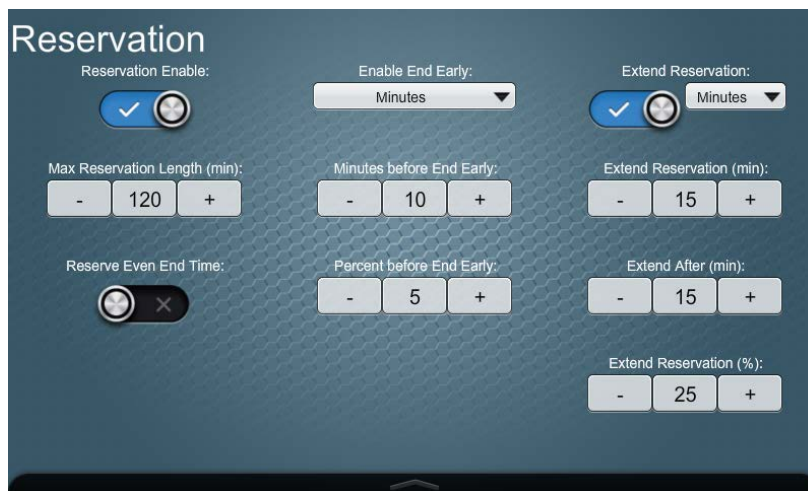 Reservation
Reservation Enable:
Enable End Early:
Minutes
Extend Reservation:
Minutes
Max Reservation Length (min):
- 120 +
Minutes before End Early:
- 10 +
Extend Reservation (min):
- 15 +
Reserve Even End Time:
Percent before End Early:
- 5 +
Extend After (min):
- 15 +
Extend Reservation (%):
- 25 +